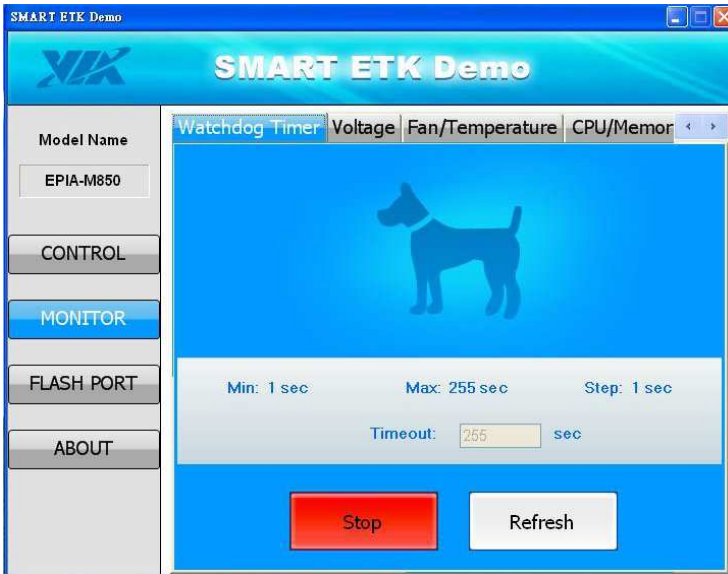 SMART ETK Demo
VIA SMART ETK Demo
Model Name
EPIA-M850
CONTROL
MONITOR
FLASH PORT
ABOUT
Watchdog Timer Voltage Fan/Temperature CPU/Memor
Min: 1 sec Max: 255 sec Step: 1 sec
Timeout: 255 sec
Stop Refresh